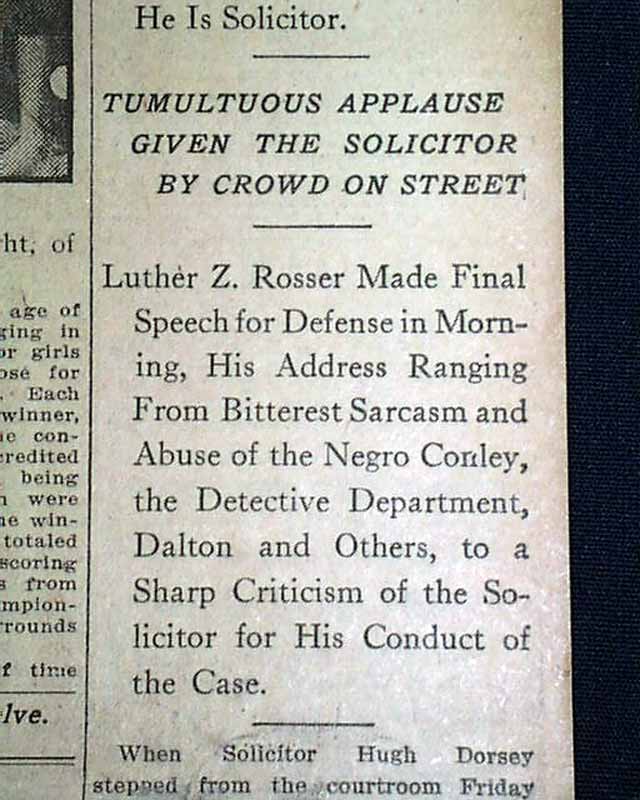 ht, of
age of
ging in
or girls
ose for
. Each
winner,
he con-
credited
being
n were
he win-
totaled
scoring
s from
mpion-
rrounds
f time
lve.
He Is Solicitor.
TUMULTUOUS APPLAUSE
GIVEN THE SOLICITOR
BY CROWD ON STREET
Luther Z. Rosser Made Final
Speech for Defense in Morn-
ing, His Address Ranging
From Bitterest Sarcasm and
Abuse of the Negro Conley,
the Detective Department,
Dalton and Others, to a
Sharp Criticism of the So-
licitor for His Conduct of
the Case.
When Solicitor Hugh Dorsey
stepped from the courtroom Friday